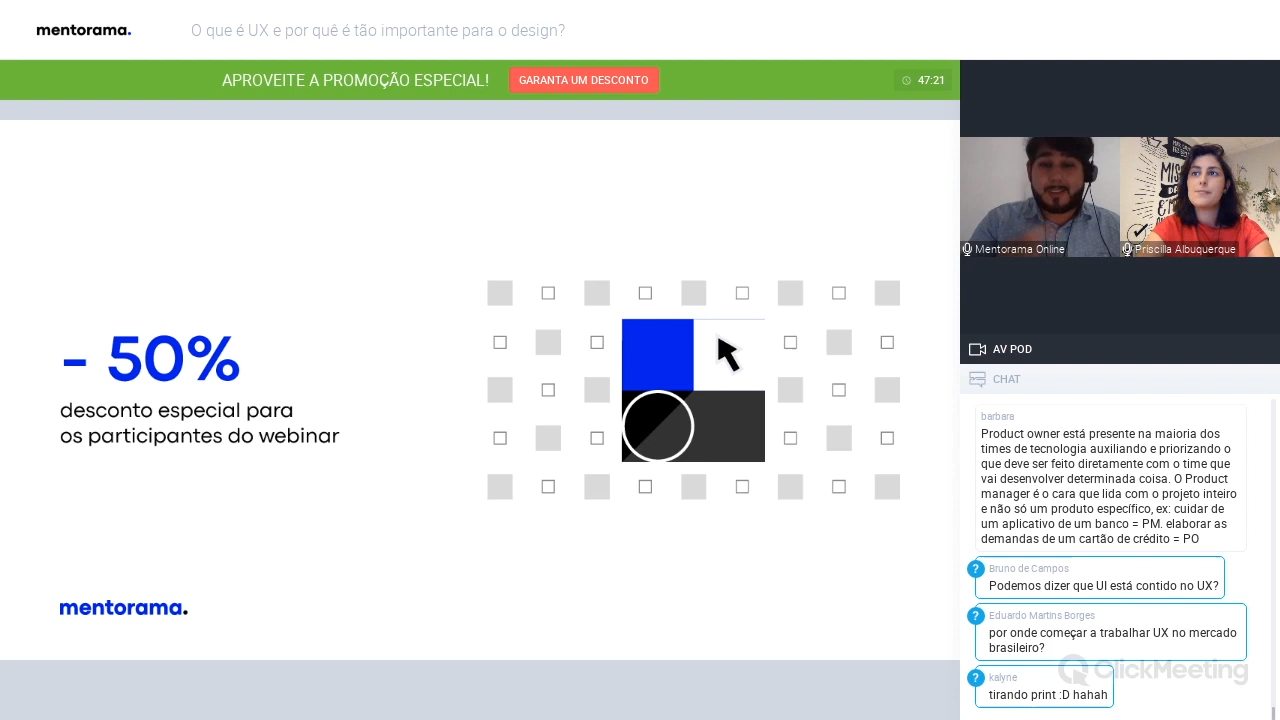 mentorama.
O que é UX e por quê é tão importante para o design?
APROVEITE A PROMOÇÃO ESPECIAL!
GARANTA UM DESCONTO
47:21
- 50%
desconto especial para
os participantes do webinar
mentorama.
Mentorama Online
Priscilla Albuquerque
AV POD
CHAT
barbara
Product owner está presente na maioria dos
times de tecnologia auxiliando e priorizando o
que deve ser feito diretamente com o time que
vai desenvolver determinada coisa. O Product
manager é o cara que lida com o projeto inteiro
e não só um produto específico, ex: cuidar de
um aplicativo de um banco = PM. elaborar as
demandas de um cartão de crédito = PO
?
Bruno de Campos
Podemos dizer que UI está contido no UX?
?
Eduardo Martins Borges
por onde começar a trabalhar UX no mercado
brasileiro?
ClickMeeting
?
kalyne
tirando print :D hahah